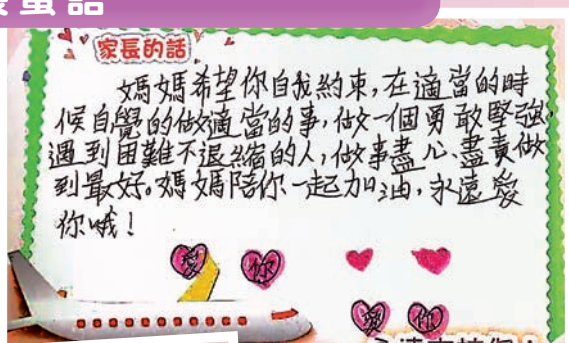 蜜語
家長的話
媽媽希望你自我約束,在適當的時
候自覺的做適當的事,做一個勇敢堅強,
遇到困難不退縮的人,做事盡心、盡責做
到最好。媽媽陪你一起加油,永遠愛
你哦!
愛 你
愛 你